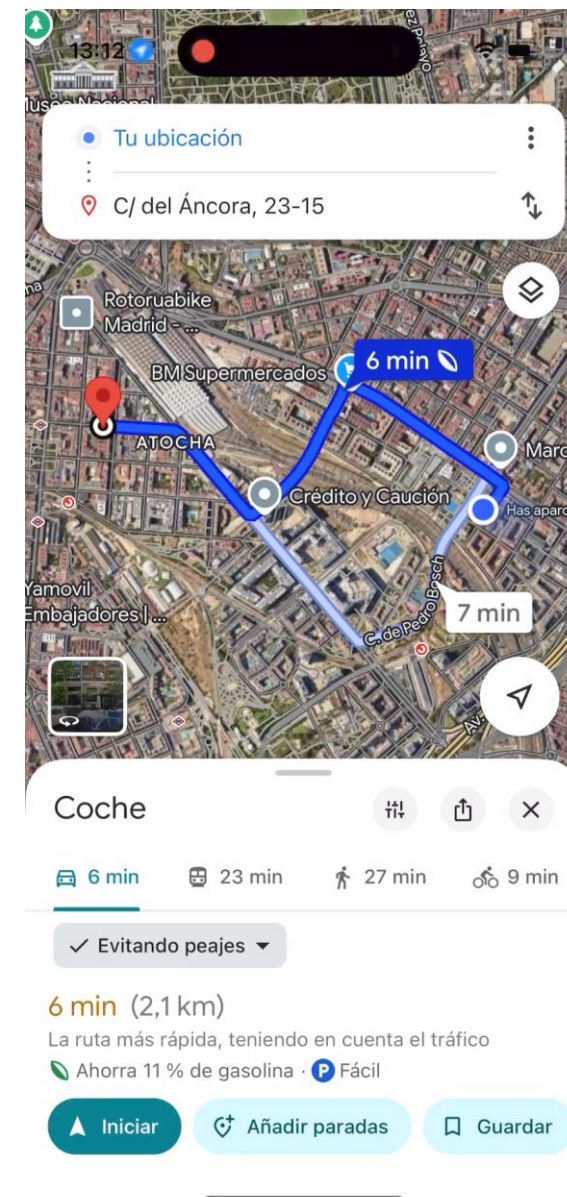 13:12
Tu ubicación
C/ del Áncora, 23-15
Rotoruabike
Madrid - ...
6 min
BM Supermercados
ATOCHA
Marc
Crédito y Caución
Has aparc
Yamovil
Embajadores | ...
C. de Pedro Bosch
7 min
Av.
Coche
6 min
23 min
27 min
9 min
Evitando peajes
6 min (2,1 km)
La ruta más rápida, teniendo en cuenta el tráfico
Ahorra 11 % de gasolina · P Fácil
Iniciar
Añadir paradas
Guardar